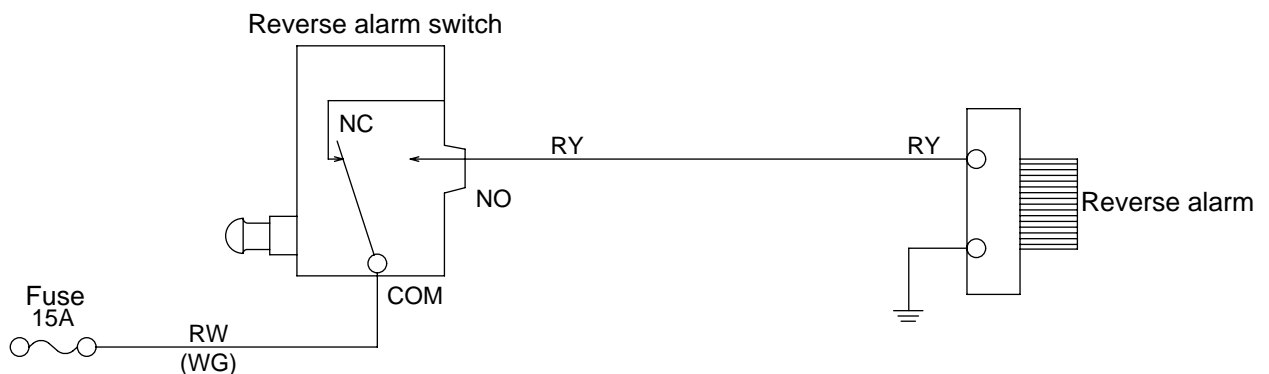 Reverse alarm switch
NC
RY
RY
NO
Reverse alarm
COM
Fuse
15A
RW
(WG)